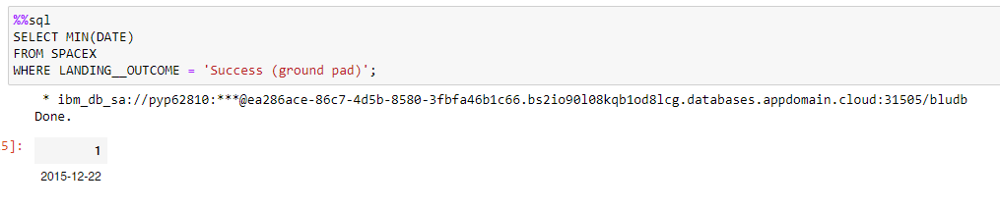 %%sql
SELECT MIN(DATE)
FROM SPACEX
WHERE LANDING__OUTCOME = 'Success (ground pad)';
* ibm_db_sa://pyp62810:***@ea286ace-86c7-4d5b-8580-3fbfa46b1c66.bs2io90l08kqb1od8lcg.databases.appdomain.cloud:31505/bludb
Done.
5]:
1
2015-12-22